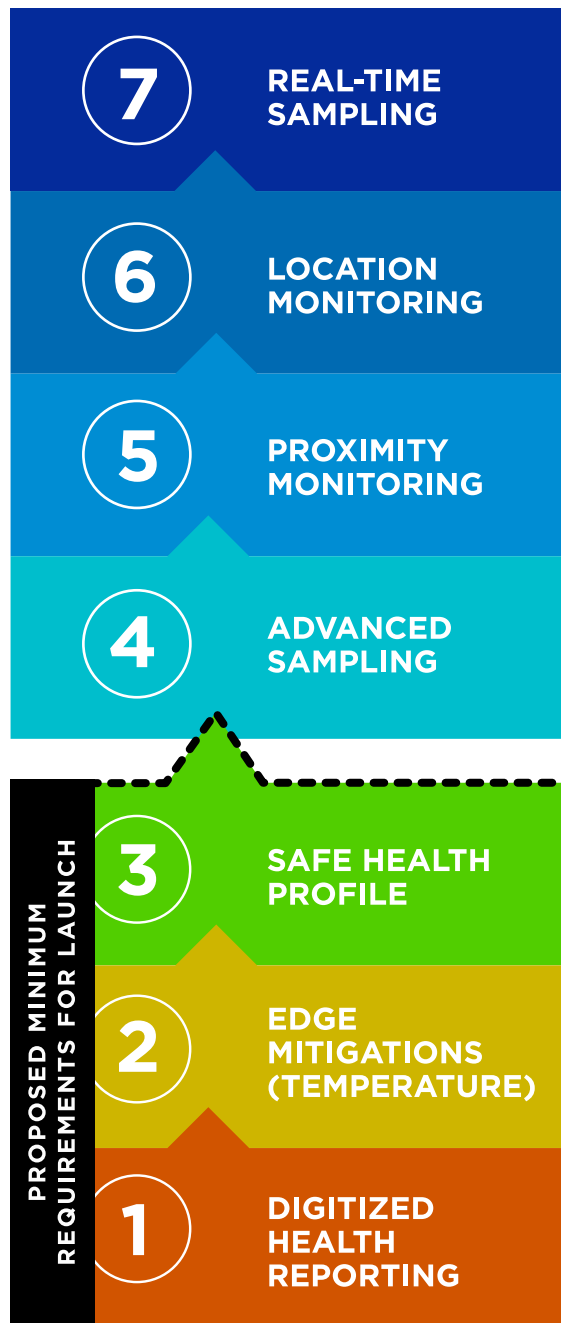 7
REAL-TIME
SAMPLING
6
LOCATION
MONITORING
5
PROXIMITY
MONITORING
4
ADVANCED
SAMPLING
PROPOSED MINIMUM
REQUIREMENTS FOR LAUNCH
3
SAFE HEALTH
PROFILE
2
EDGE
MITIGATIONS
(TEMPERATURE)
1
DIGITIZED
HEALTH
REPORTING